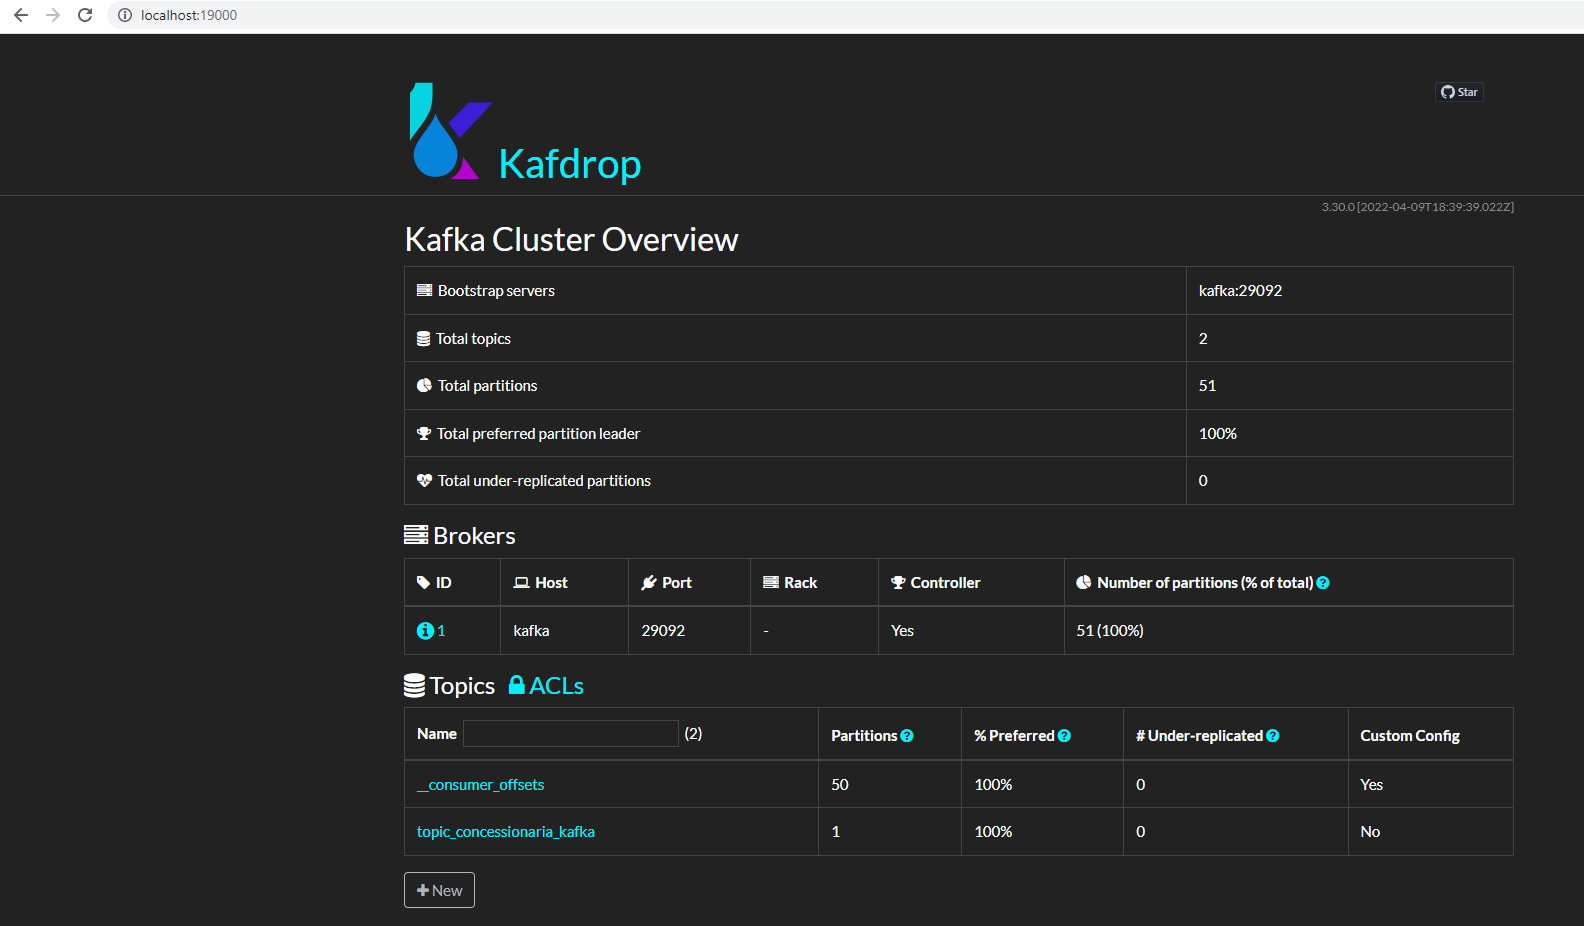 localhost:19000
Star
Kafdrop
3.30.0 [2022-04-09T18:39:39.022Z]
Kafka Cluster Overview
Bootstrap servers kafka:29092
Total topics 2
Total partitions 51
Total preferred partition leader 100%
Total under-replicated partitions 0
Brokers
ID Host Port Rack Controller Number of partitions (% of total)
1 kafka 29092 - Yes 51 (100%)
Topics ACLs
Name (2) Partitions % Preferred # Under-replicated Custom Config
__consumer_offsets 50 100% 0 Yes
topic_concessionaria_kafka 1 100% 0 No
New